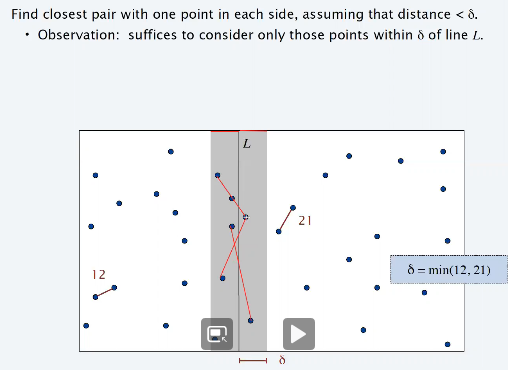 Find closest pair with one point in each side, assuming that distance < δ.
• Observation: suffices to consider only those points within δ of line L.
L
21
12
δ = min(12, 21)
δ